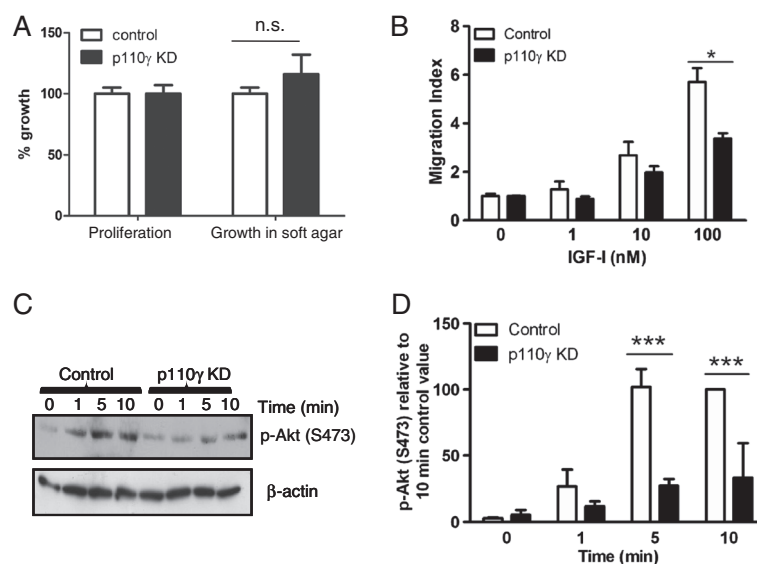 A
% growth
150
100
50
0
control
p110γ KD
n.s.
Proliferation
Growth in soft agar
B
Migration Index
8
6
4
2
0
Control
p110γ KD
*
0 1 10 100
IGF-I (nM)
C
Control p110γ KD
0 1 5 10 0 1 5 10 Time (min)
p-Akt (S473)
β-actin
D
p-Akt (S473) relative to
10 min control value
150
100
50
0
Control
p110γ KD
***
***
0 1 5 10
Time (min)